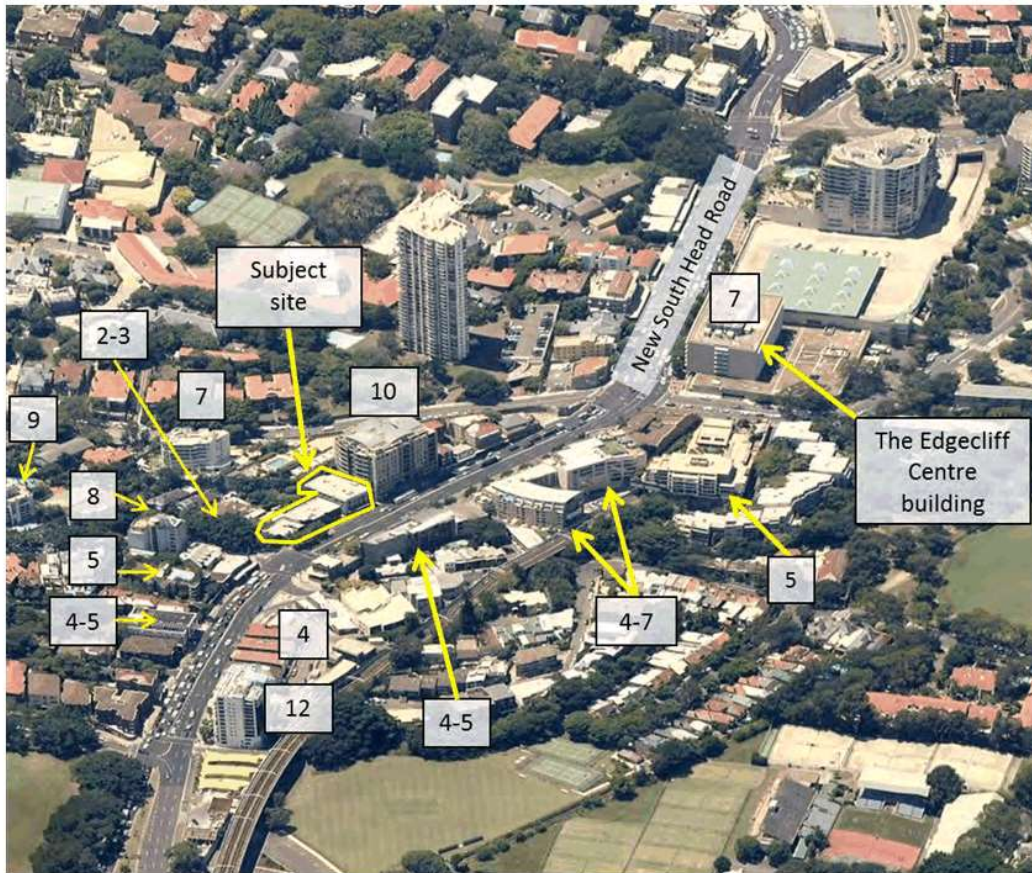 New South Head Road
Subject
site
7
2-3
7
10
9
The Edgecliff
Centre
building
8
5
5
4-5
4
4-7
12
4-5